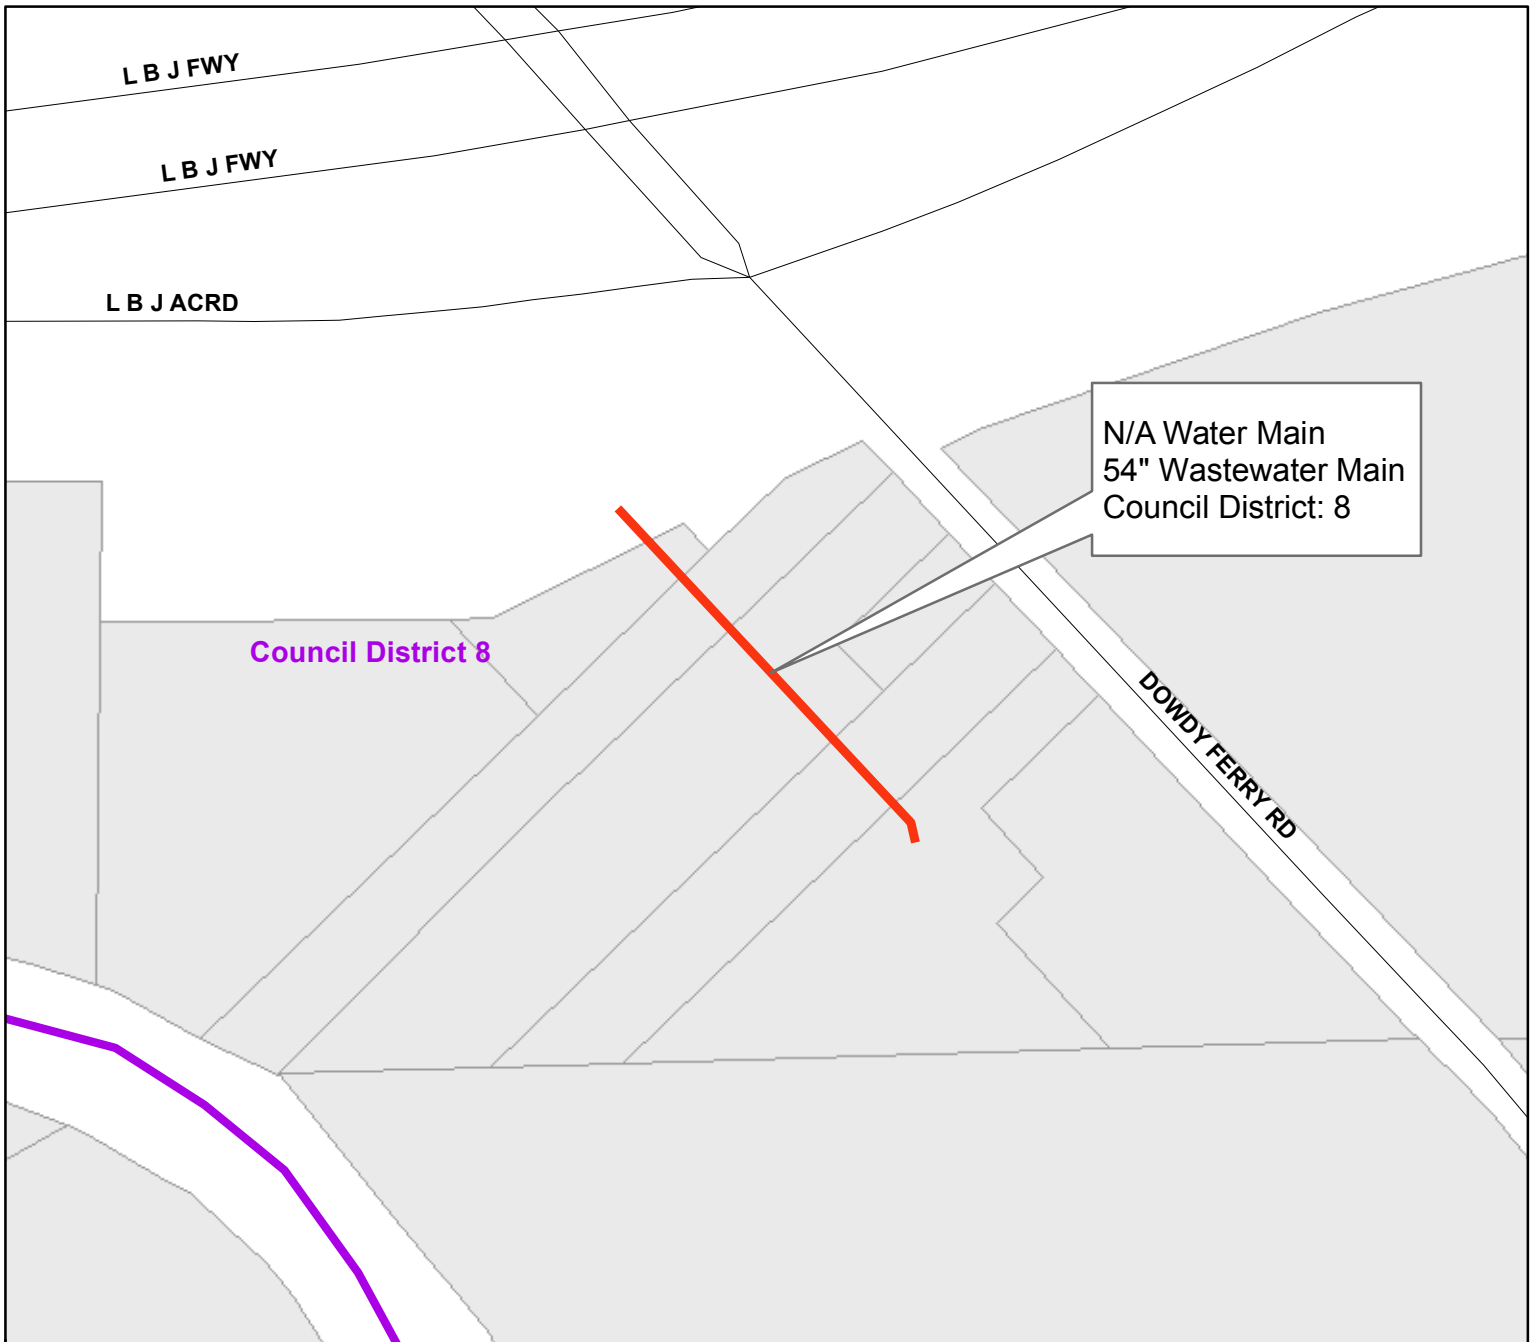 L B J FWY
L B J FWY
L B J ACRD
N/A Water Main
54" Wastewater Main
Council District: 8
Council District 8
DOWDY FERRY RD